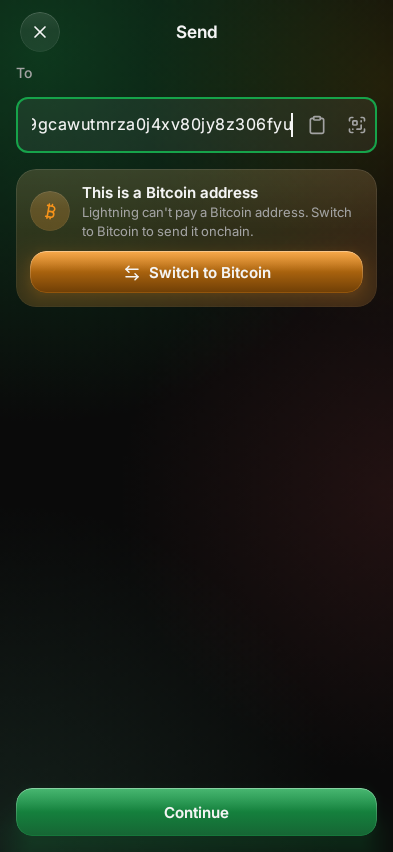 Send
To
9gcawutmrza0j4xv80jy8z306fyu
This is a Bitcoin address
Lightning can't pay a Bitcoin address. Switch
to Bitcoin to send it onchain.
Switch to Bitcoin
Continue